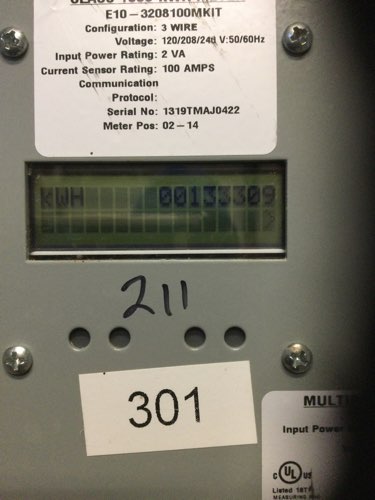 E10-3208100MKIT
Configuration: 3 WIRE
Voltage: 120/208/240 V:50/60Hz
Input Power Rating: 2 VA
Current Sensor Rating: 100 AMPS
Communication
Protocol:
Serial No: 1319TMAJ0422
Meter Pos: 02-14
kWH 00133309
211
301
MULTI
Input Power
C UL US
Listed